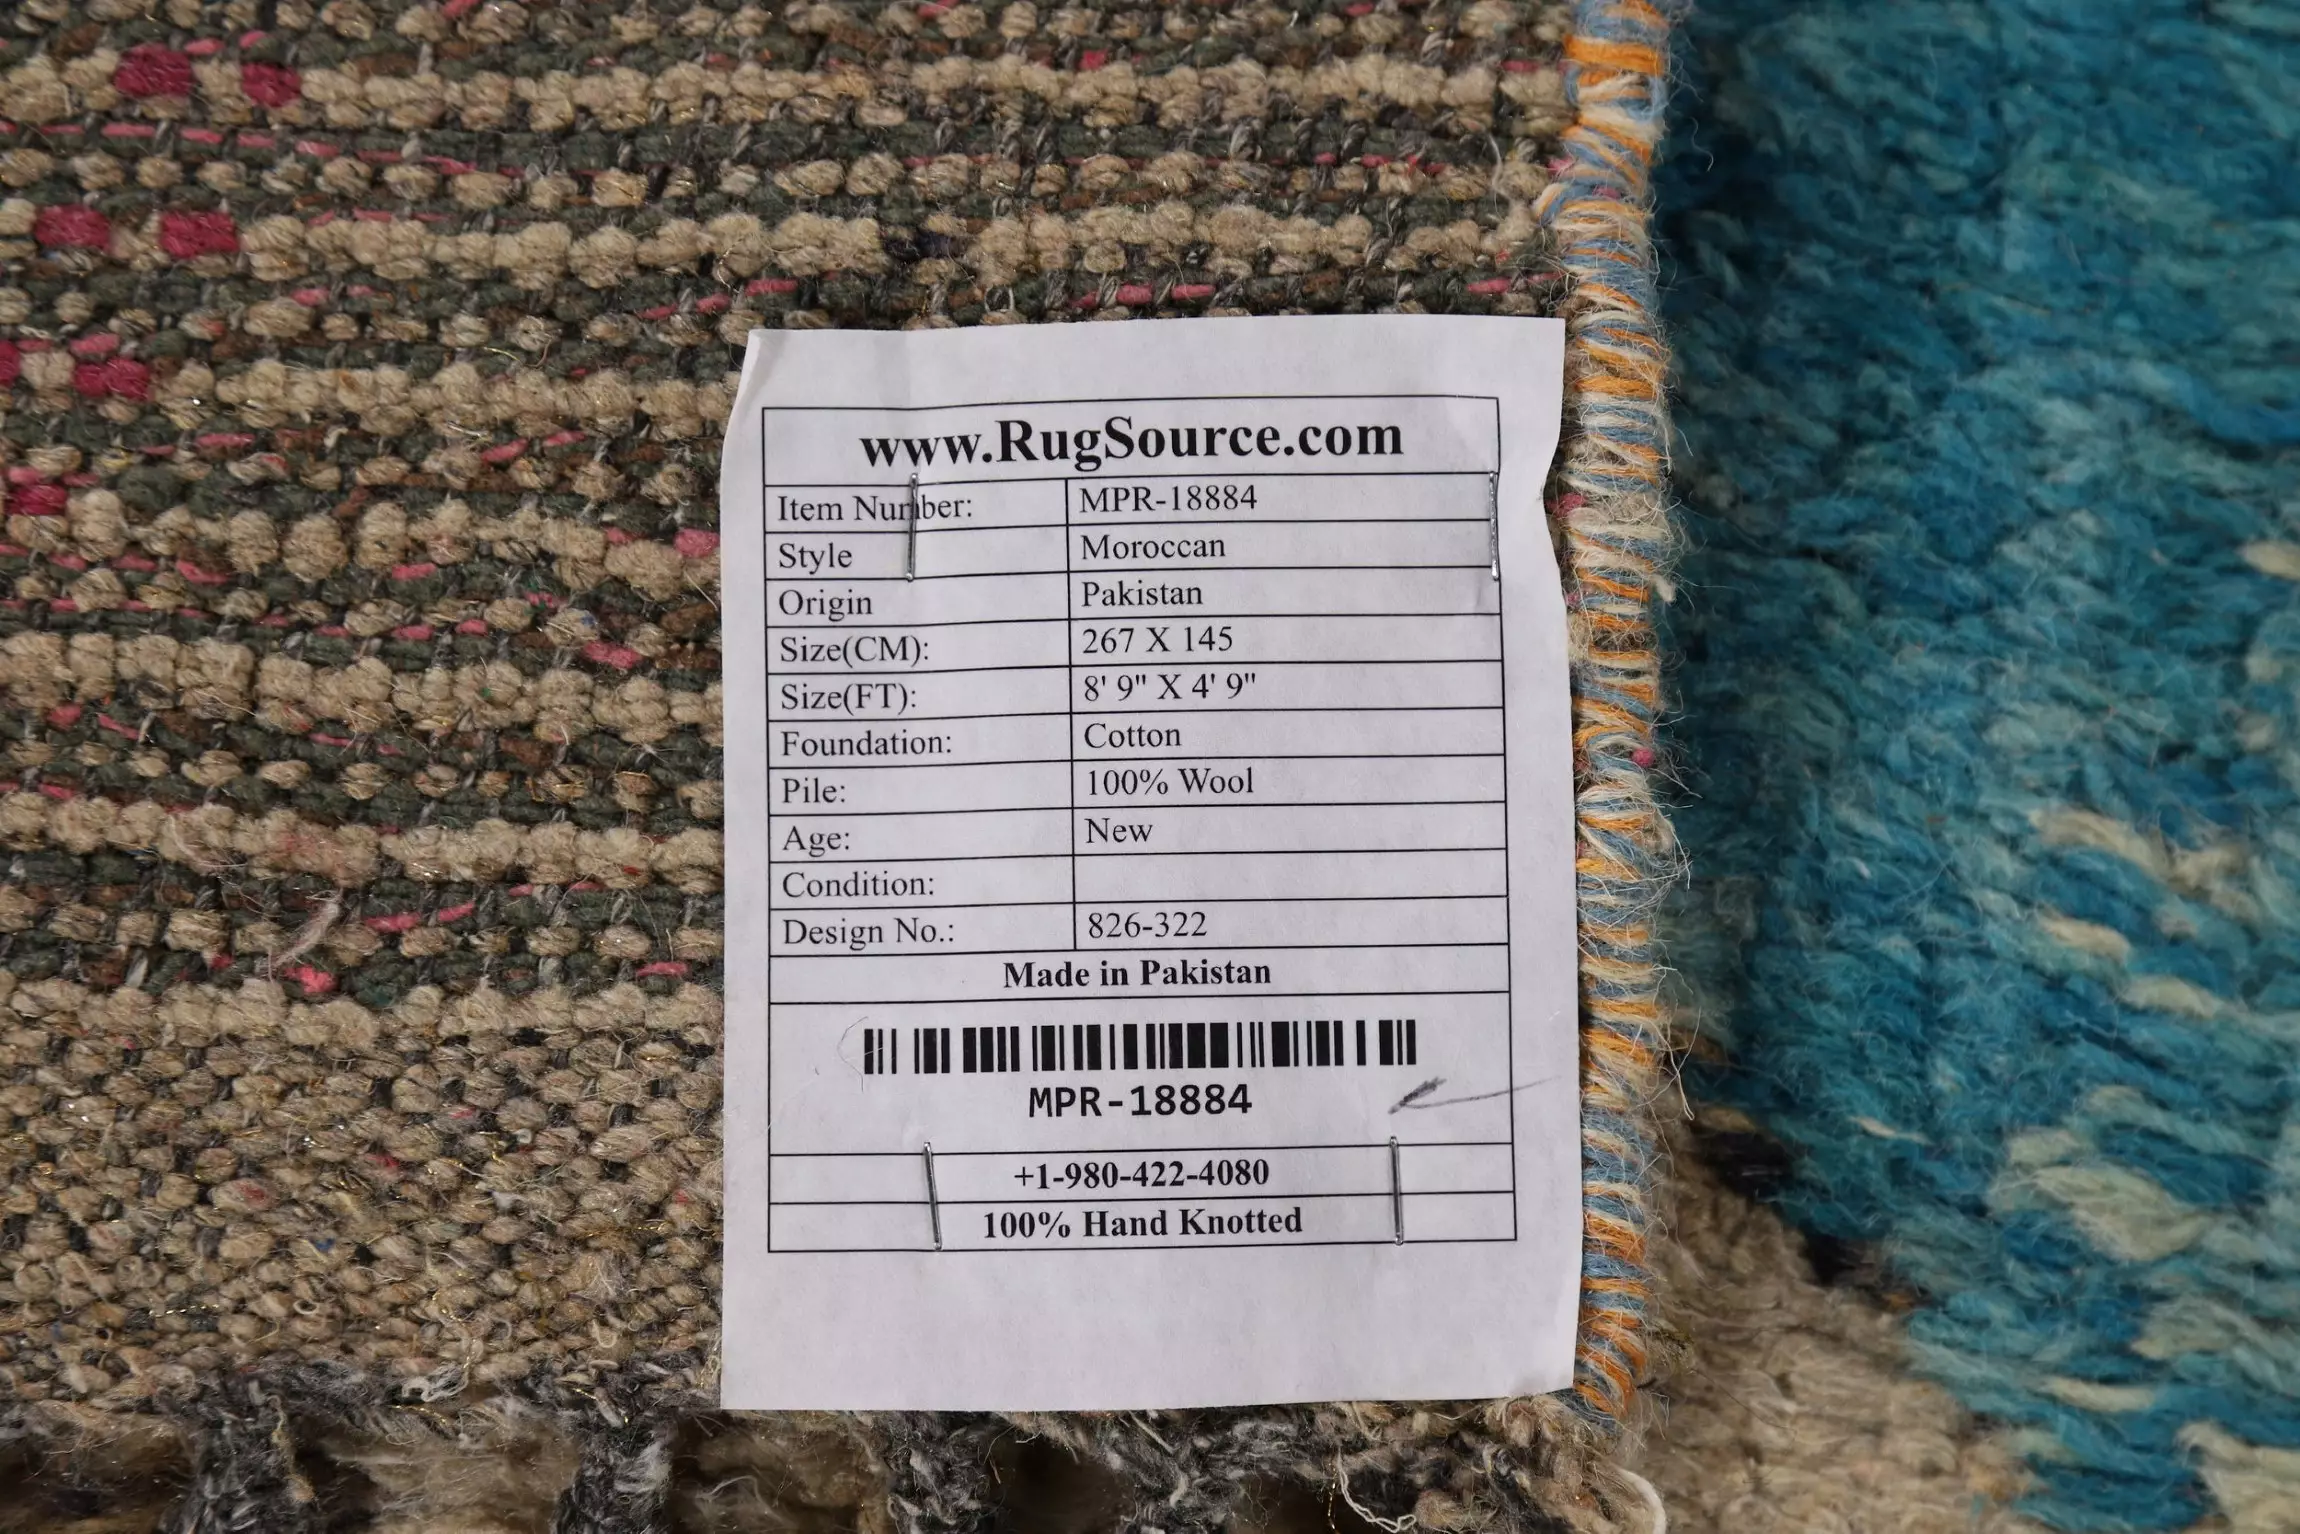 www.RugSource.com
Item Number: MPR-18884
Style Moroccan
Origin Pakistan
Size(CM): 267 X 145
Size(FT): 8' 9" X 4' 9"
Foundation: Cotton
Pile: 100% Wool
Age: New
Condition:
Design No.: 826-322
Made in Pakistan
MPR-18884
+1-980-422-4080
100% Hand Knotted